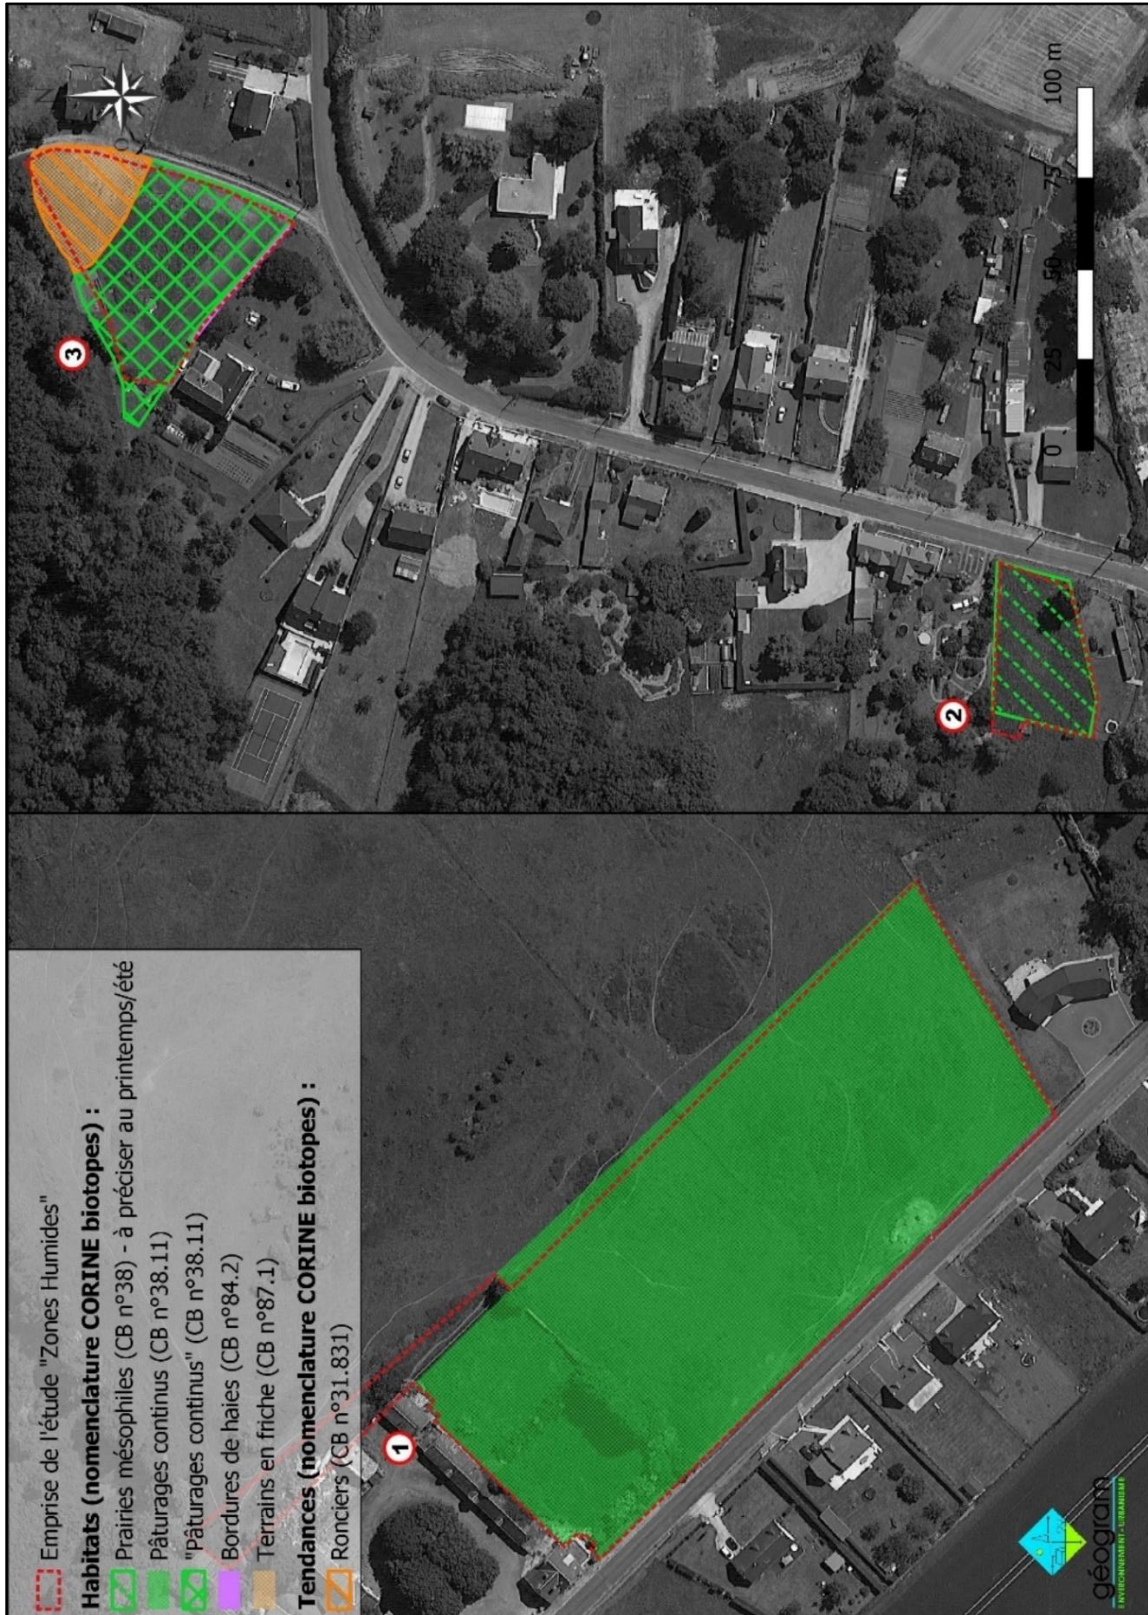 Emprise de l'étude "Zones Humides"
Habitats (nomenclature CORINE biotopes) :
Prairies mésophiles (CB n°38) - à préciser au printemps/été
Pâturages continus (CB n°38.11)
"Pâturages continus" (CB n°38.11)
Bordures de haies (CB n°84.2)
Terrains en friche (CB n°87.1)
Tendances (nomenclature CORINE biotopes) :
Ronciers (CB n°31.831)
1
2
3
N
O
0 25 50 75 100 m
géogram
ENVIRONNEMENT - URBANISME